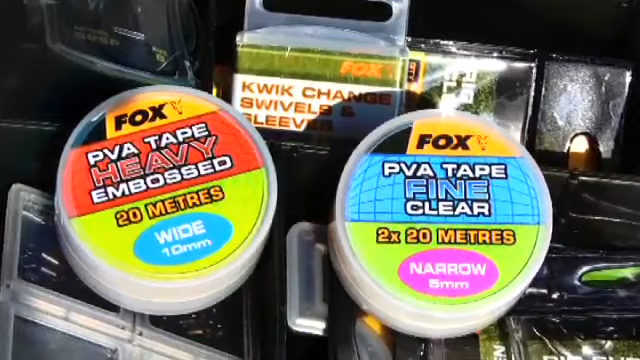 FOX
KWIK CHANGE
SWIVELS &
SLEEVES
FOX
PVA TAPE
HEAVY
EMBOSSED
20 METRES
WIDE
10mm
FOX
PVA TAPE
FINE
CLEAR
2x 20 METRES
NARROW
5mm